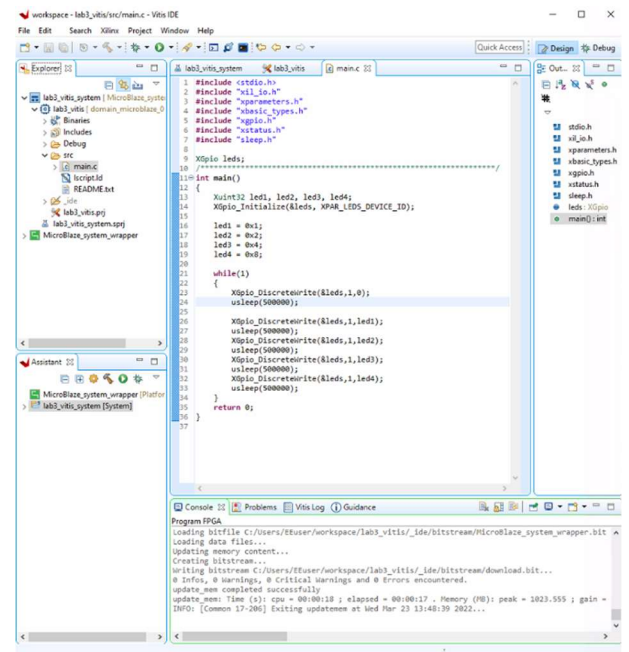 workspace - lab3_vitis/src/main.c - Vitis IDE
File Edit Search Xilinx Project Window Help
Quick Access
Design Debug
Explorer
lab3_vitis_system [ MicroBlaze_syste
lab3_vitis [ domain_microblaze_0
Binaries
Includes
Debug
src
main.c
lscript.ld
README.txt
_ide
lab3_vitis.prj
lab3_vitis_system.sprj
MicroBlaze_system_wrapper
Assistant
MicroBlaze_system_wrapper [Platfor
lab3_vitis_system [System]
lab3_vitis_system lab3_vitis main.c
1 #include <stdio.h>
2 #include "xil_io.h"
3 #include "xparameters.h"
4 #include "xbasic_types.h"
5 #include "xgpio.h"
6 #include "xstatus.h"
7 #include "sleep.h"
8
9 XGpio leds;
10
11 int main()
12 {
13 Xuint32 led1, led2, led3, led4;
14 XGpio_Initialize(&leds, XPAR_LEDS_DEVICE_ID);
15
16 led1 = 0x1;
17 led2 = 0x2;
18 led3 = 0x4;
19 led4 = 0x8;
20
21 while(1)
22 {
23 XGpio_DiscreteWrite(&leds,1,0);
24 usleep(500000);
25
26 XGpio_DiscreteWrite(&leds,1,led1);
27 usleep(500000);
28 XGpio_DiscreteWrite(&leds,1,led2);
29 usleep(500000);
30 XGpio_DiscreteWrite(&leds,1,led3);
31 usleep(500000);
32 XGpio_DiscreteWrite(&leds,1,led4);
33 usleep(500000);
34 }
35 return 0;
36 }
37
Out...
stdio.h
xil_io.h
xparameters.h
xbasic_types.h
xgpio.h
xstatus.h
sleep.h
leds : XGpio
main() : int
Console Problems Vitis Log Guidance
Program FPGA
Loading bitfile C:/Users/EEuser/workspace/lab3_vitis/_ide/bitstream/MicroBlaze_system_wrapper.bit
Loading data files...
Updating memory content...
Creating bitstream...
Writing bitstream C:/Users/EEuser/workspace/lab3_vitis/_ide/bitstream/download.bit...
0 Infos, 0 Warnings, 0 Critical Warnings and 0 Errors encountered.
update_mem completed successfully
update_mem: Time (s): cpu = 00:00:18 ; elapsed = 00:00:17 . Memory (MB): peak = 1023.555 ; gain =
INFO: [Common 17-206] Exiting updatemem at Wed Mar 23 13:48:39 2022...